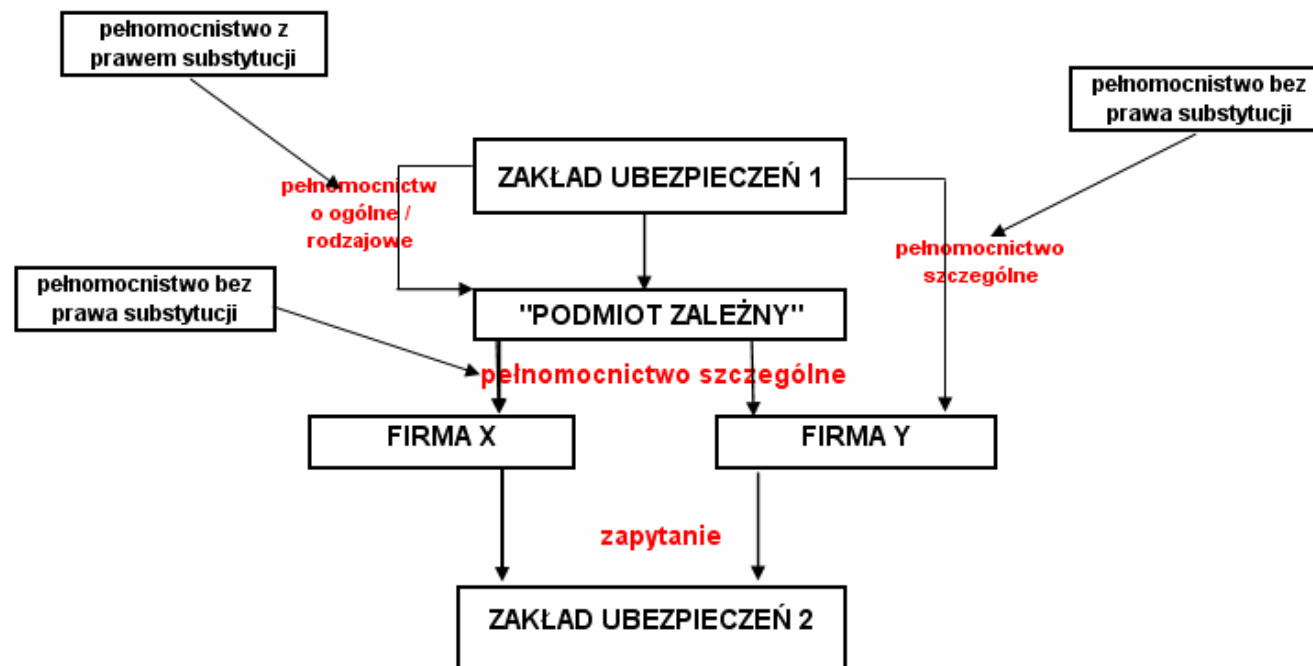 pełnomocnistwo z
prawem substytucji
pełnomocnistwo bez
prawa substytucji
ZAKŁAD UBEZPIECZEŃ 1
pełnomocnictw
o ogólne /
rodzajowe
pełnomocnictwo
szczególne
pełnomocnistwo bez
prawa substytucji
"PODMIOT ZALEŻNY"
pełnomocnictwo szczególne
FIRMA X
FIRMA Y
zapytanie
ZAKŁAD UBEZPIECZEŃ 2